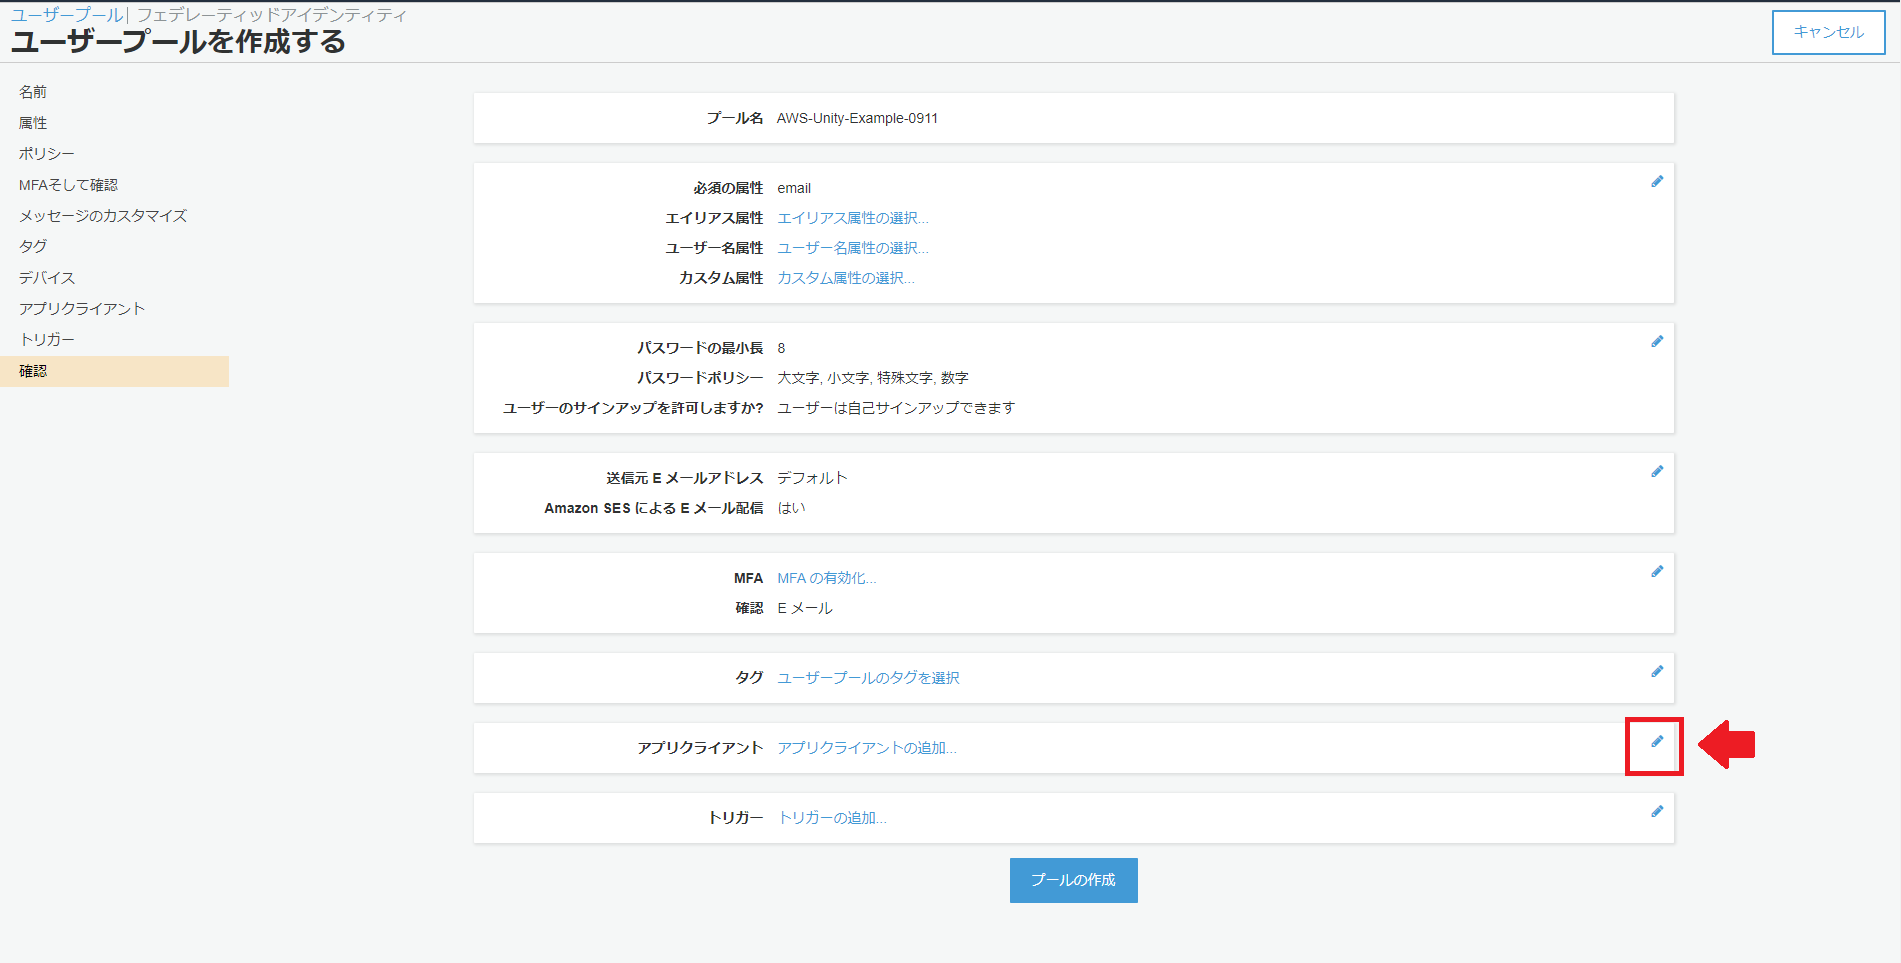 ユーザープール| フェデレーティッドアイデンティティ
ユーザープールを作成する
キャンセル
名前
属性
ポリシー
MFAそして確認
メッセージのカスタマイズ
タグ
デバイス
アプリクライアント
トリガー
確認
プール名 AWS-Unity-Example-0911
必須の属性 email
エイリアス属性 エイリアス属性の選択...
ユーザー名属性 ユーザー名属性の選択...
カスタム属性 カスタム属性の選択...
パスワードの最小長 8
パスワードポリシー 大文字, 小文字, 特殊文字, 数字
ユーザーのサインアップを許可しますか? ユーザーは自己サインアップできます
送信元 E メールアドレス デフォルト
Amazon SES による E メール配信 はい
MFA MFA の有効化...
確認 E メール
タグ ユーザープールのタグを選択
アプリクライアント アプリクライアントの追加...
トリガー トリガーの追加...
プールの作成